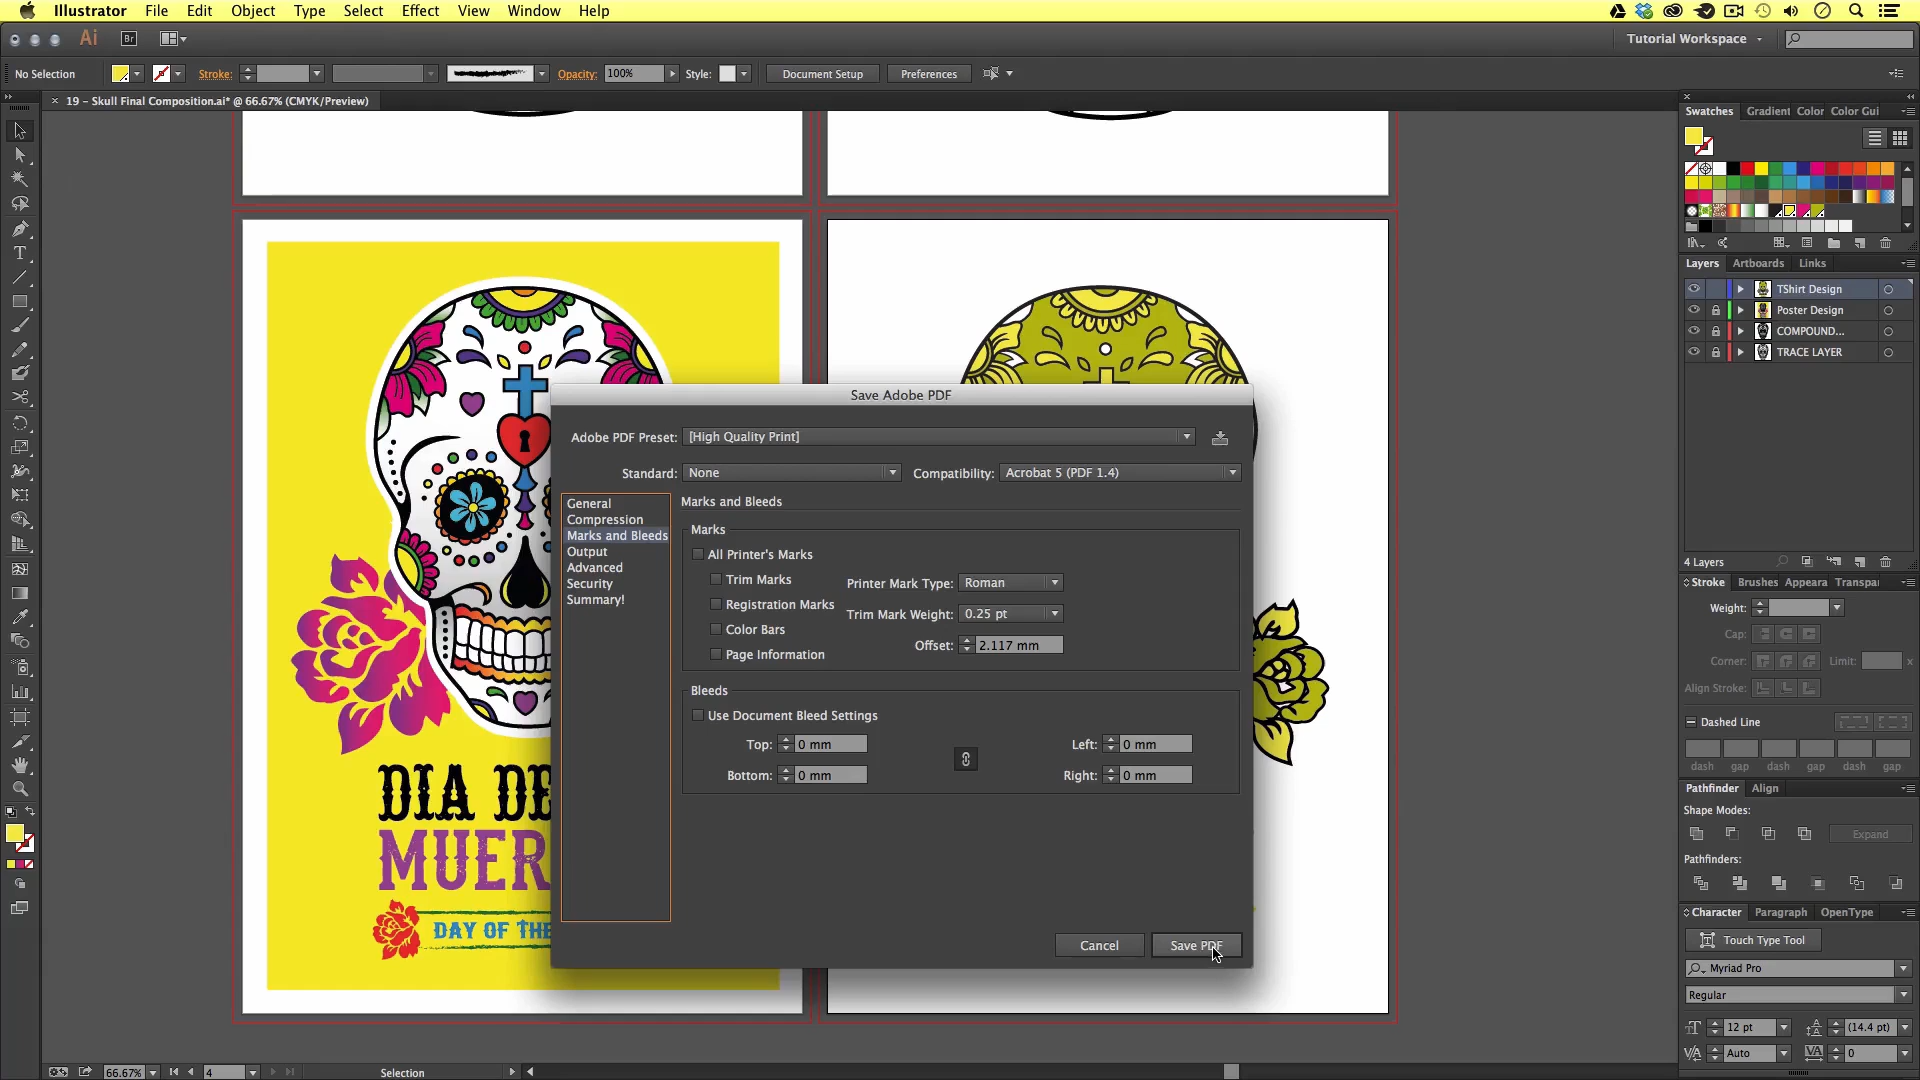 Illustrator File Edit Object Type Select Effect View Window Help
Ai Br Tutorial Workspace
No Selection Stroke: Opacity: 100% Style: Document Setup Preferences
× 19 – Skull Final Composition.ai* @ 66.67% (CMYK/Preview)
Swatches Gradient Color Color Gui
Layers Artboards Links
TShirt Design
Poster Design
COMPOUND...
TRACE LAYER
4 Layers
Stroke Brushes Appeara Transpa
Weight:
Cap:
Corner: Limit: x
Align Stroke:
Dashed Line
dash gap dash gap dash gap
Pathfinder Align
Shape Modes:
Expand
Pathfinders:
Character Paragraph OpenType
Touch Type Tool
Myriad Pro
Regular
12 pt (14.4 pt)
Auto 0
Save Adobe PDF
Adobe PDF Preset: [High Quality Print]
Standard: None Compatibility: Acrobat 5 (PDF 1.4)
General
Compression
Marks and Bleeds
Output
Advanced
Security
Summary!
Marks and Bleeds
Marks
All Printer's Marks
Trim Marks
Registration Marks
Color Bars
Page Information
Printer Mark Type: Roman
Trim Mark Weight: 0.25 pt
Offset: 2.117 mm
Bleeds
Use Document Bleed Settings
Top: 0 mm Left: 0 mm
Bottom: 0 mm Right: 0 mm
Cancel Save PDF
DIA DE
MUER
DAY OF THE
66.67% 4 Selection